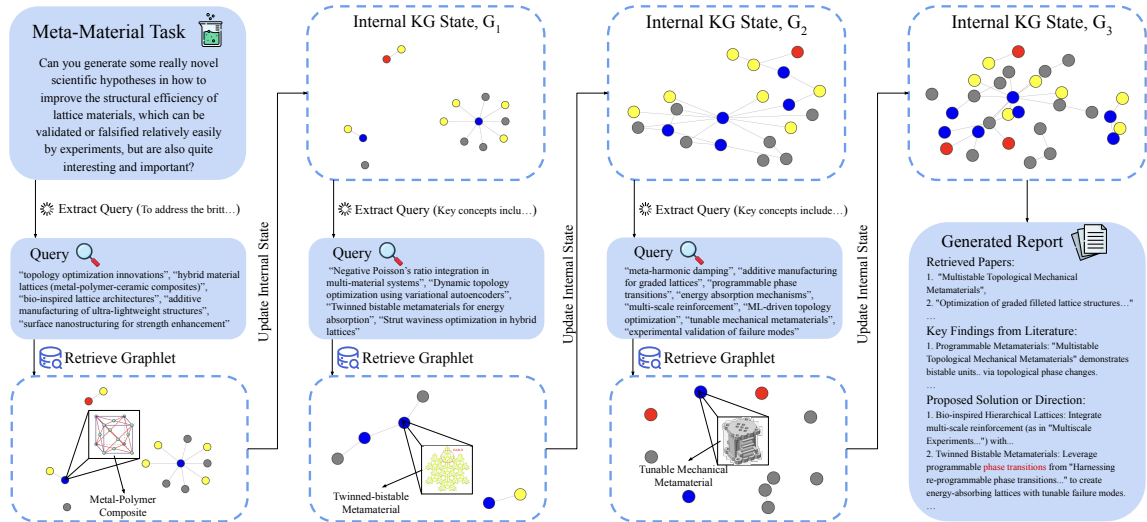 Meta-Material Task
Can you generate some really novel
scientific hypotheses in how to
improve the structural efficiency of
lattice materials, which can be
validated or falsified relatively easily
by experiments, but are also quite
interesting and important?
Extract Query (To address the britt…)
Query
“topology optimization innovations”, “hybrid material
lattices (metal-polymer-ceramic composites)”,
“bio-inspired lattice architectures”, “additive
manufacturing of ultra-lightweight structures”,
“surface nanostructuring for strength enhancement”
Retrieve Graphlet
Metal-Polymer
Composite
Update Internal State
Internal KG State, G1
Extract Query (Key concepts inclu…)
Query
“Negative Poisson’s ratio integration in
multi-material systems”, “Dynamic topology
optimization using variational autoencoders”,
“Twinned bistable metamaterials for energy
absorption”, “Strut waviness optimization in hybrid
lattices”
Retrieve Graphlet
Twinned-bistable
Metamaterial
Update Internal State
Internal KG State, G2
Extract Query (Key concepts include…)
Query
“meta-harmonic damping”, “additive manufacturing
for graded lattices”, “programmable phase
transitions”, “energy absorption mechanisms”,
“multi-scale reinforcement”, “ML-driven topology
optimization”, “tunable mechanical metamaterials”,
“experimental validation of failure modes”
Retrieve Graphlet
Tunable Mechanical
Metamaterial
Update Internal State
Internal KG State, G3
Generated Report
Retrieved Papers:
1. "Multistable Topological Mechanical
Metamaterials",
2. "Optimization of graded filleted lattice structures…"
…
Key Findings from Literature:
1. Programmable Metamaterials: "Multistable
Topological Mechanical Metamaterials" demonstrates
bistable units.. via topological phase changes.
…
Proposed Solution or Direction:
1. Bio-inspired Hierarchical Lattices: Integrate
multi-scale reinforcement (as in "Multiscale
Experiments...") with...
2. Twinned Bistable Metamaterials: Leverage
programmable phase transitions from "Harnessing
re-programmable phase transitions..." to create
energy-absorbing lattices with tunable failure modes.
…